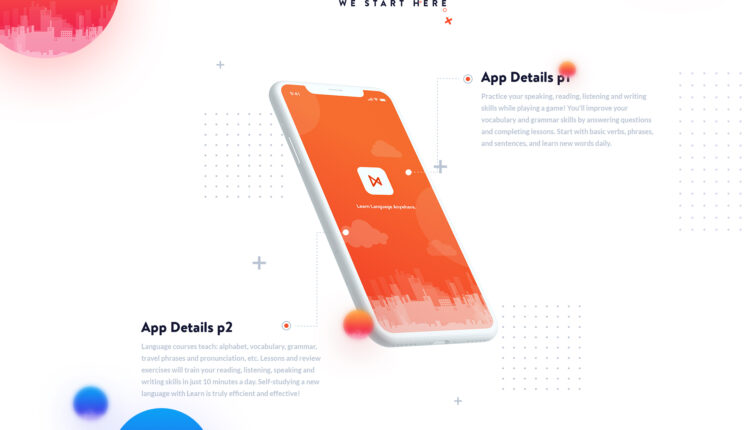 WE START HERE
App Details p1
Practice your speaking, reading, listening and writing
skills while playing a game! You'll improve your
vocabulary and grammar skills by answering questions
and completing lessons. Start with basic verbs, phrases,
and sentences, and learn new words daily.
9:41
Learn Language Anywhere.
App Details p2
Language courses teach: alphabet, vocabulary, grammar,
travel phrases and pronunciation, etc. Lessons and review
exercises will train your reading, listening, speaking and
writing skills in just 10 minutes a day. Self-studying a new
language with Learn is truly efficient and effective!